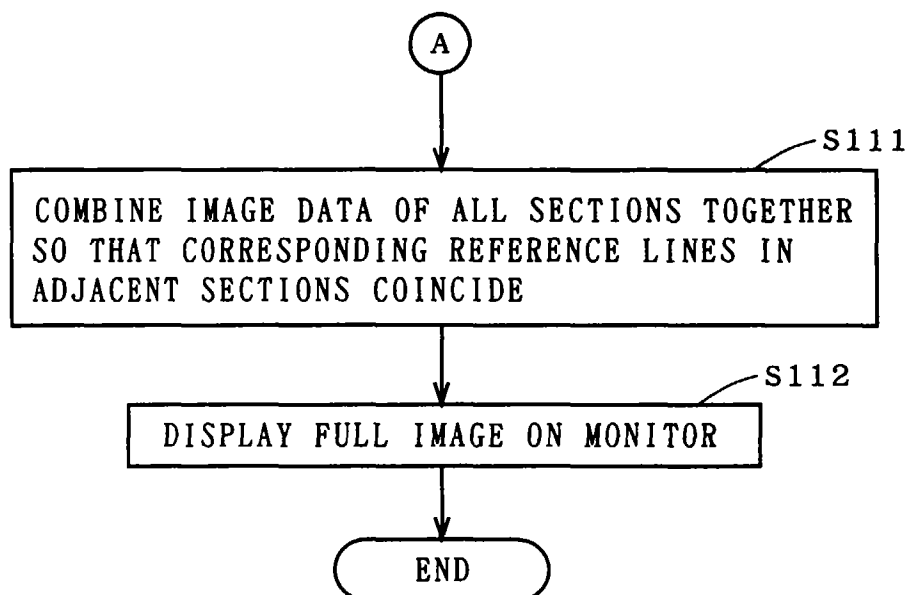 A
S111
COMBINE IMAGE DATA OF ALL SECTIONS TOGETHER
SO THAT CORRESPONDING REFERENCE LINES IN
ADJACENT SECTIONS COINCIDE
S112
DISPLAY FULL IMAGE ON MONITOR
END